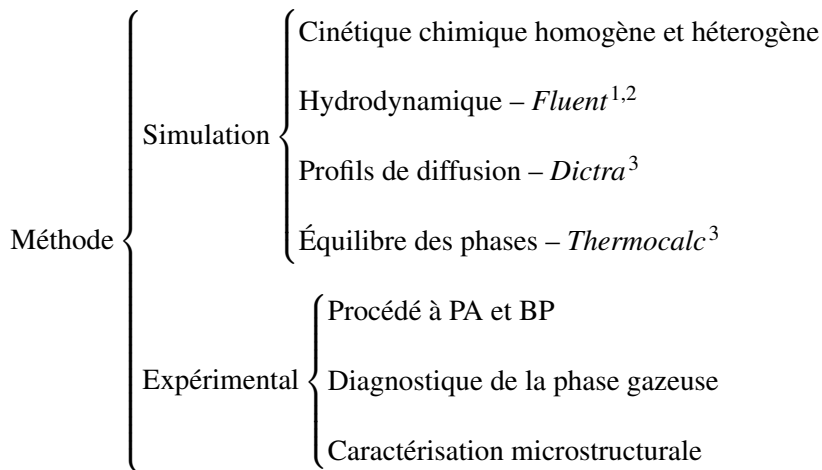 Cinétique chimique homogène et hétérogène
Hydrodynamique – Fluent1,2
Simulation
Profils de diffusion – Dictra3
Équilibre des phases – Thermocalc3
Méthode
Procédé à PA et BP
Expérimental
Diagnostique de la phase gazeuse
Caractérisation microstructurale